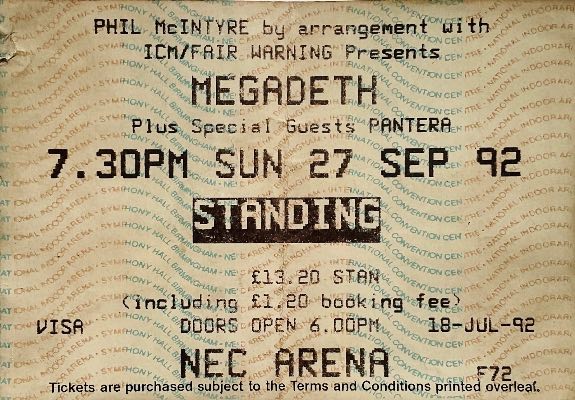 PHIL McINTYRE by arrangement with
ICM/FAIR WARNING Presents
MEGADETH
Plus Special Guests PANTERA
7.30PM SUN 27 SEP 92
STANDING
£13.20 STAN
(including £1.20 booking fee)
VISA DOORS OPEN 6.00PM 18-JUL-92
NEC ARENA F72
Tickets are purchased subject to the Terms and Conditions printed overleaf.